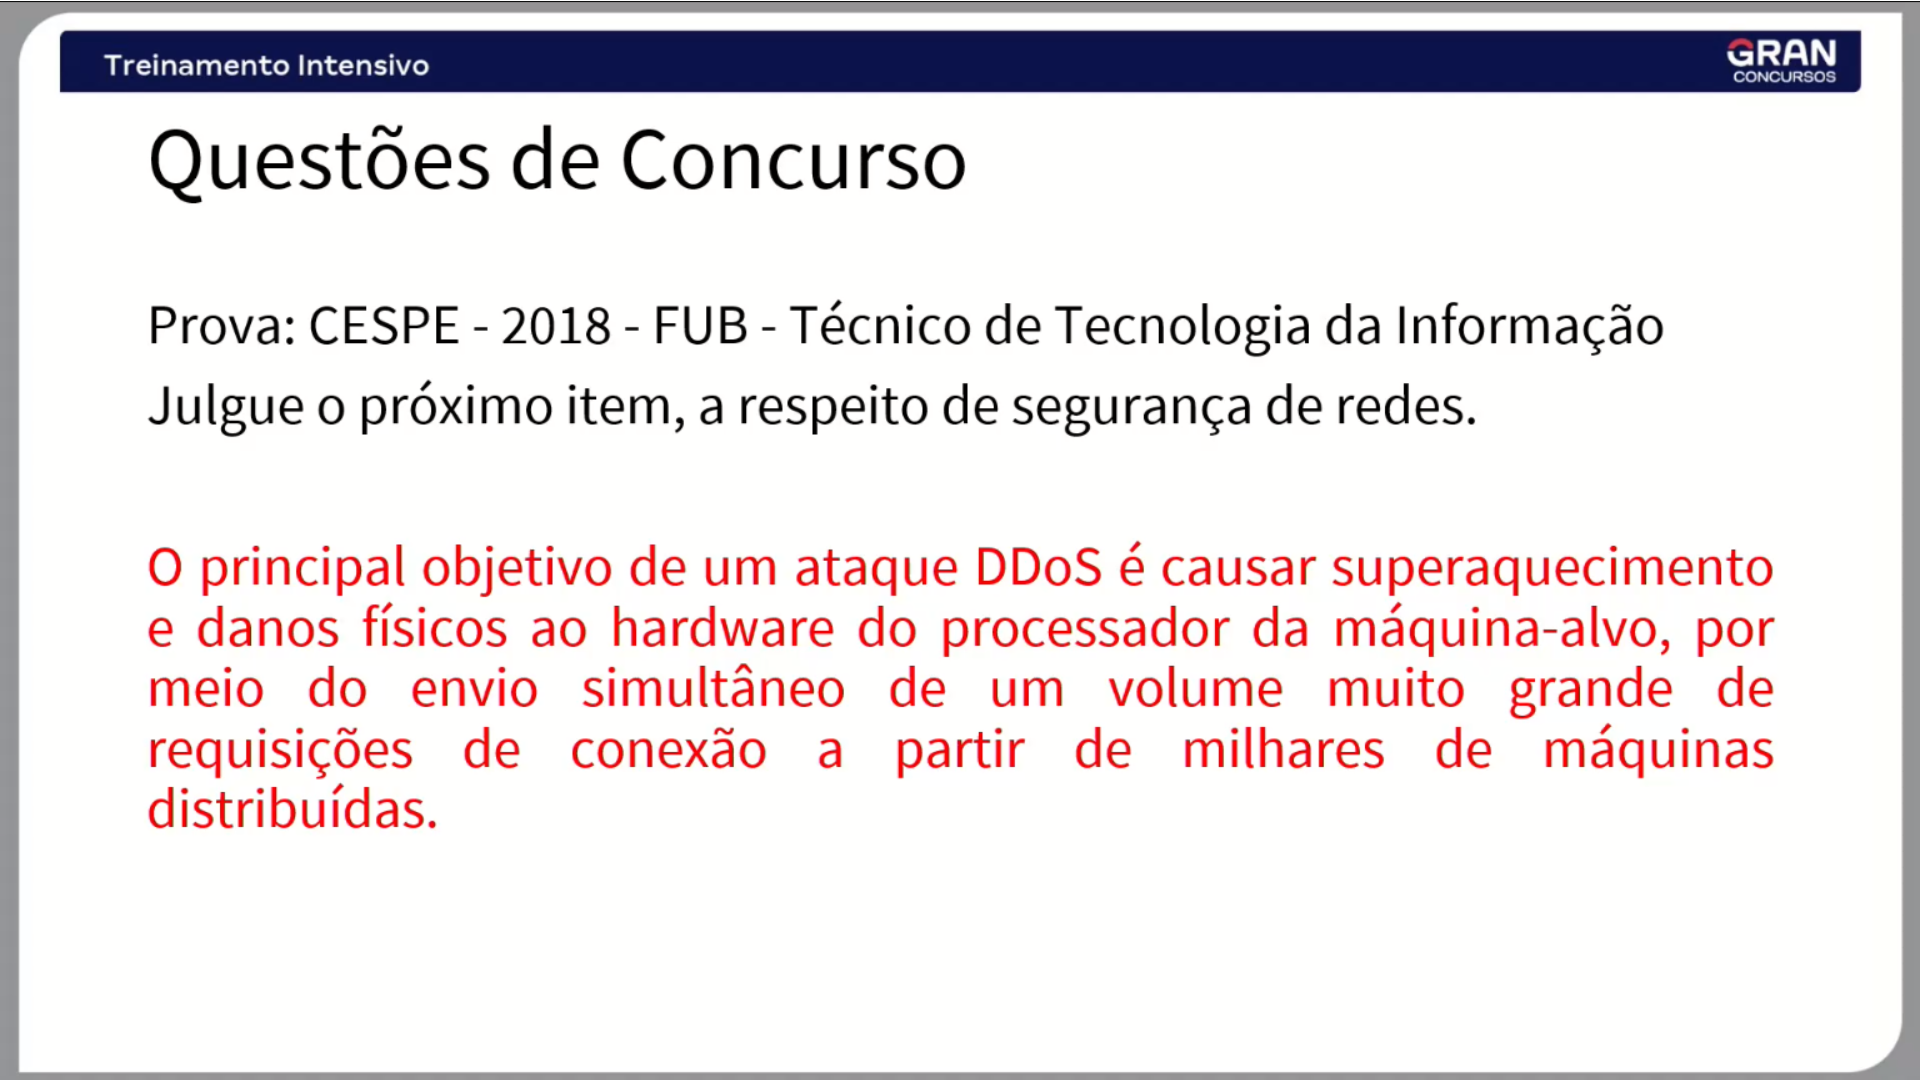 Treinamento Intensivo
GRAN
CONCURSOS
Questões de Concurso
Prova: CESPE - 2018 - FUB - Técnico de Tecnologia da Informação
Julgue o próximo item, a respeito de segurança de redes.
O principal objetivo de um ataque DDoS é causar superaquecimento
e danos físicos ao hardware do processador da máquina-alvo, por
meio do envio simultâneo de um volume muito grande de
requisições de conexão a partir de milhares de máquinas
distribuídas.